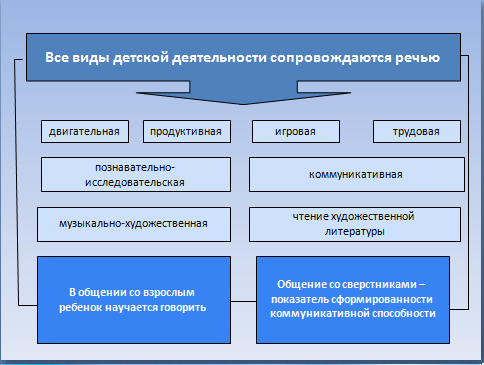 Все виды детской деятельности сопровождаются речью
двигательная
продуктивная
игровая
трудовая
познавательно-
исследовательская
коммуникативная
музыкально-художественная
чтение художественной
литературы
В общении со взрослым
ребенок научается говорить
Общение со сверстниками –
показатель сформированности
коммуникативной способности